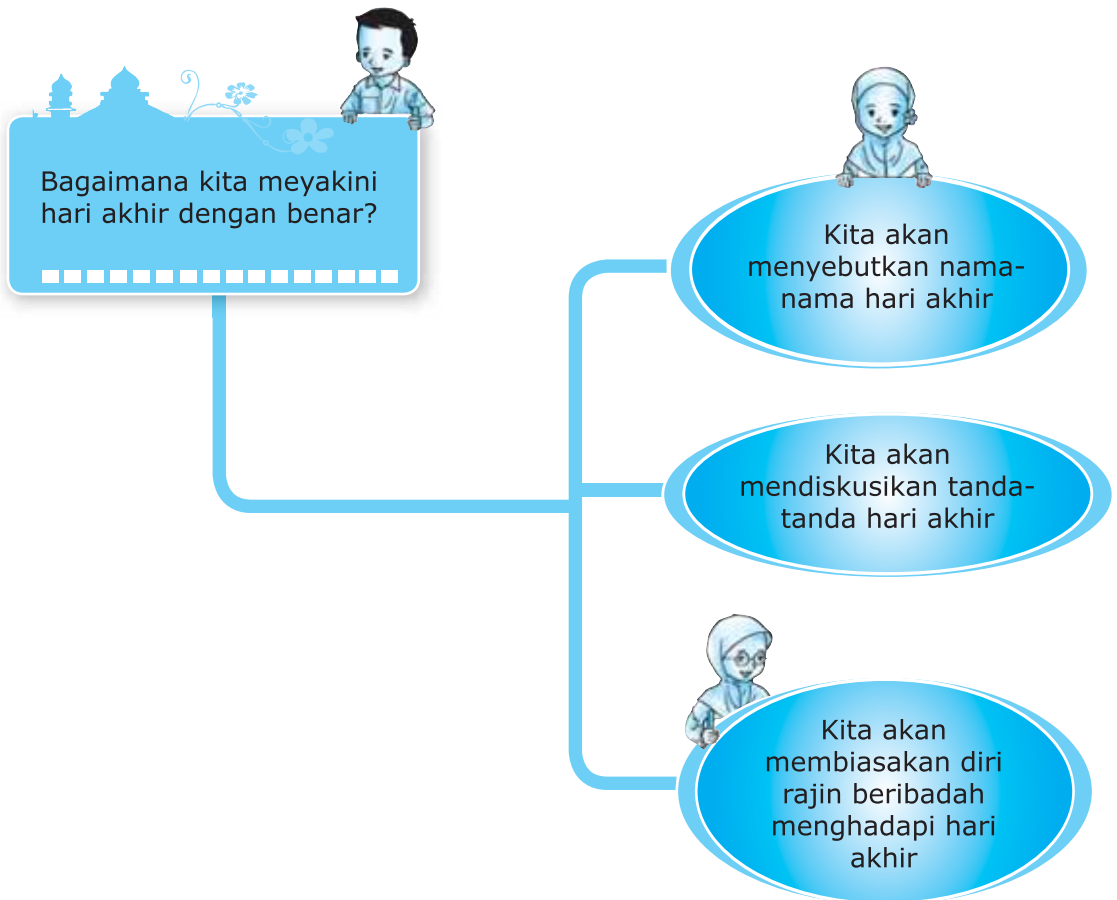 Bagaimana kita meyakini
hari akhir dengan benar?
Kita akan
menyebutkan nama-
nama hari akhir
Kita akan
mendiskusikan tanda-
tanda hari akhir
Kita akan
membiasakan diri
rajin beribadah
menghadapi hari
akhir